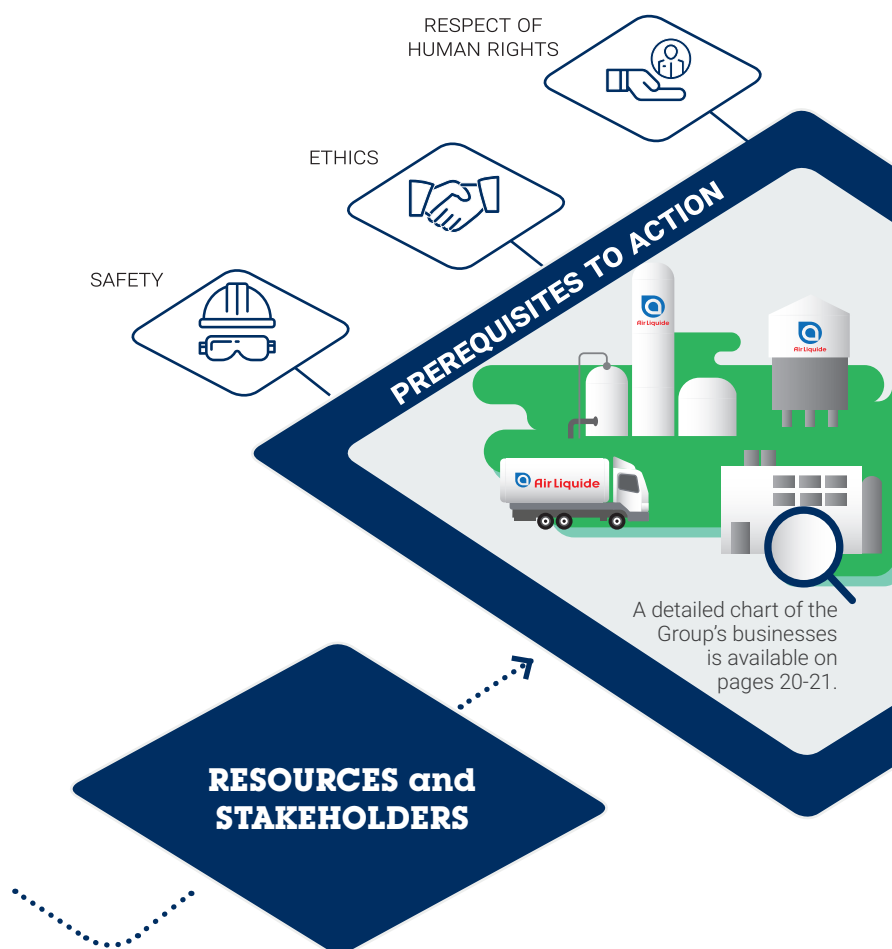 RESPECT OF
HUMAN RIGHTS
ETHICS
SAFETY
PREREQUISITES TO ACTION
Air Liquide
Air Liquide
Air Liquide
A detailed chart of the
Group's businesses
is available on
pages 20-21.
RESOURCES and
STAKEHOLDERS